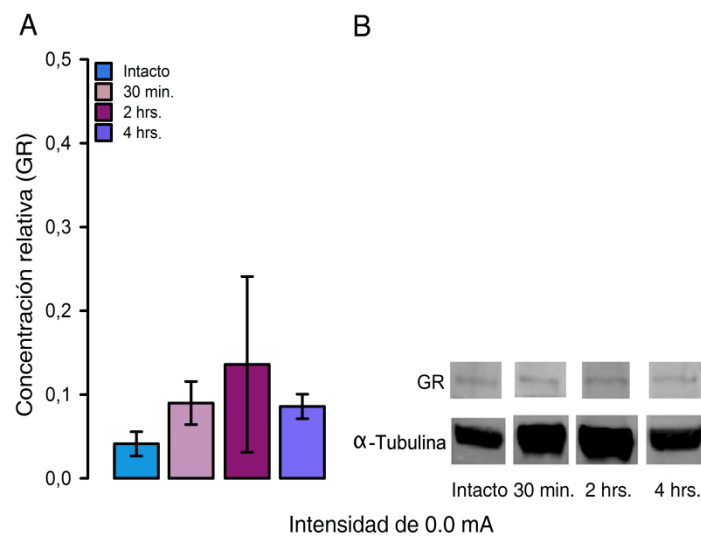 A
B
Concentración relativa (GR)
0,5
0,4
0,3
0,2
0,1
0,0
Intacto
30 min.
2 hrs.
4 hrs.
GR
α-Tubulina
Intacto 30 min. 2 hrs. 4 hrs.
Intensidad de 0.0 mA